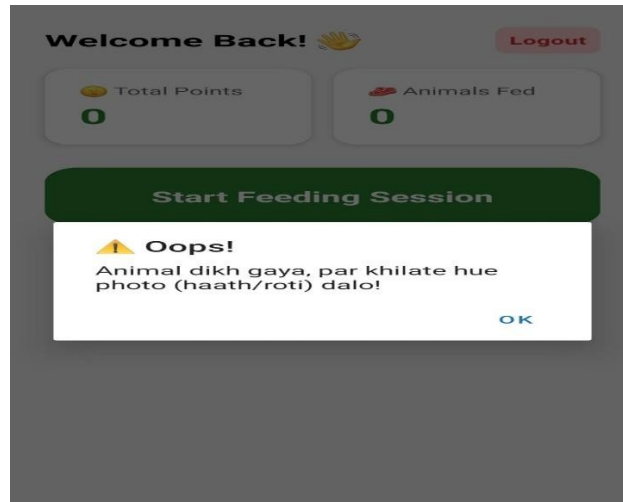 Welcome Back! 👋
Logout
🪙 Total Points
🥩 Animals Fed
0
0
Start Feeding Session
⚠️ Oops!
Animal dikh gaya, par khilate hue
photo (haath/roti) dalo!
OK